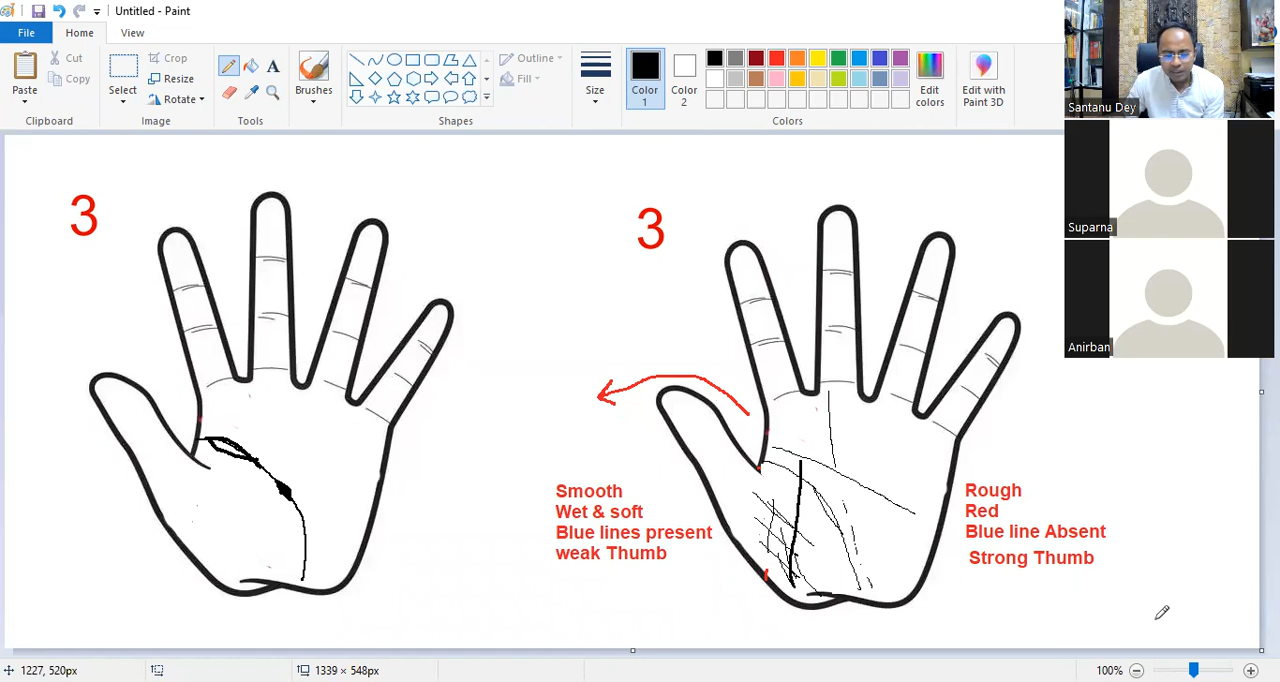 Untitled - Paint
File
Home
View
Paste
Cut
Copy
Clipboard
Select
Crop
Resize
Rotate
Image
A
Tools
Brushes
Shapes
Outline
Fill
Size
Color
1
Color
2
Edit
colors
Colors
Edit with
Paint 3D
Santanu Dey
Suparna
Anirban
3
3
Smooth
Wet & soft
Blue lines present
weak Thumb
Rough
Red
Blue line Absent
Strong Thumb
1227, 520px
1339 × 548px
100%